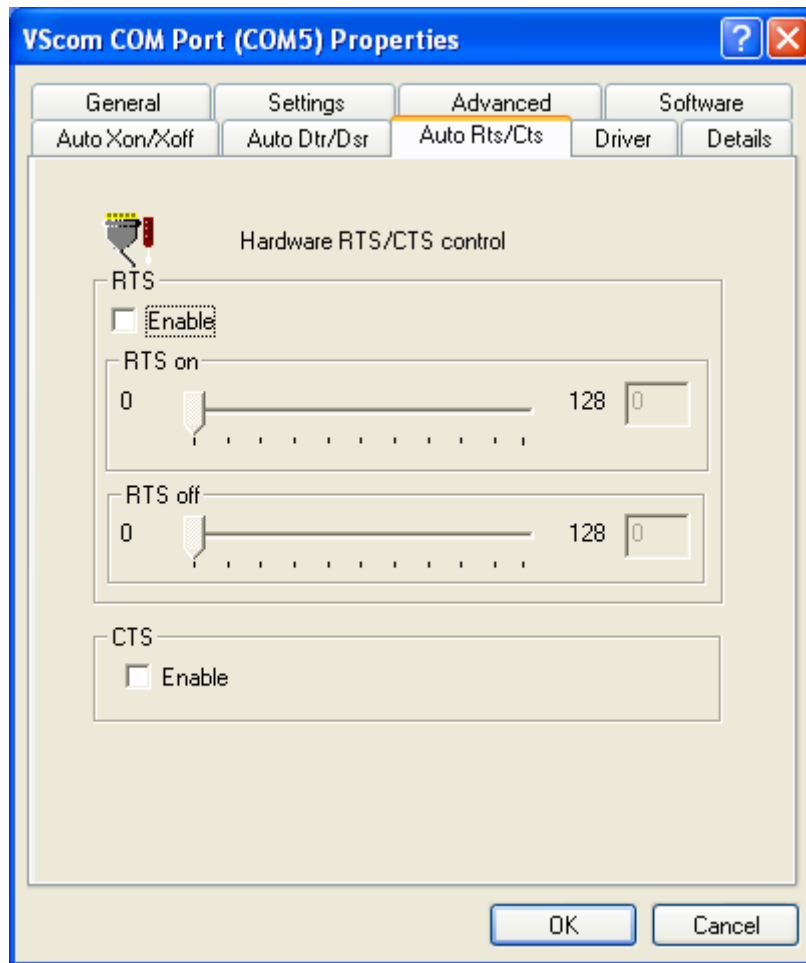 VScom COM Port (COM5) Properties
General Settings Advanced Software
Auto Xon/Xoff Auto Dtr/Dsr Auto Rts/Cts Driver Details
Hardware RTS/CTS control
RTS
Enable
RTS on
0 128 0
RTS off
0 128 0
CTS
Enable
OK Cancel